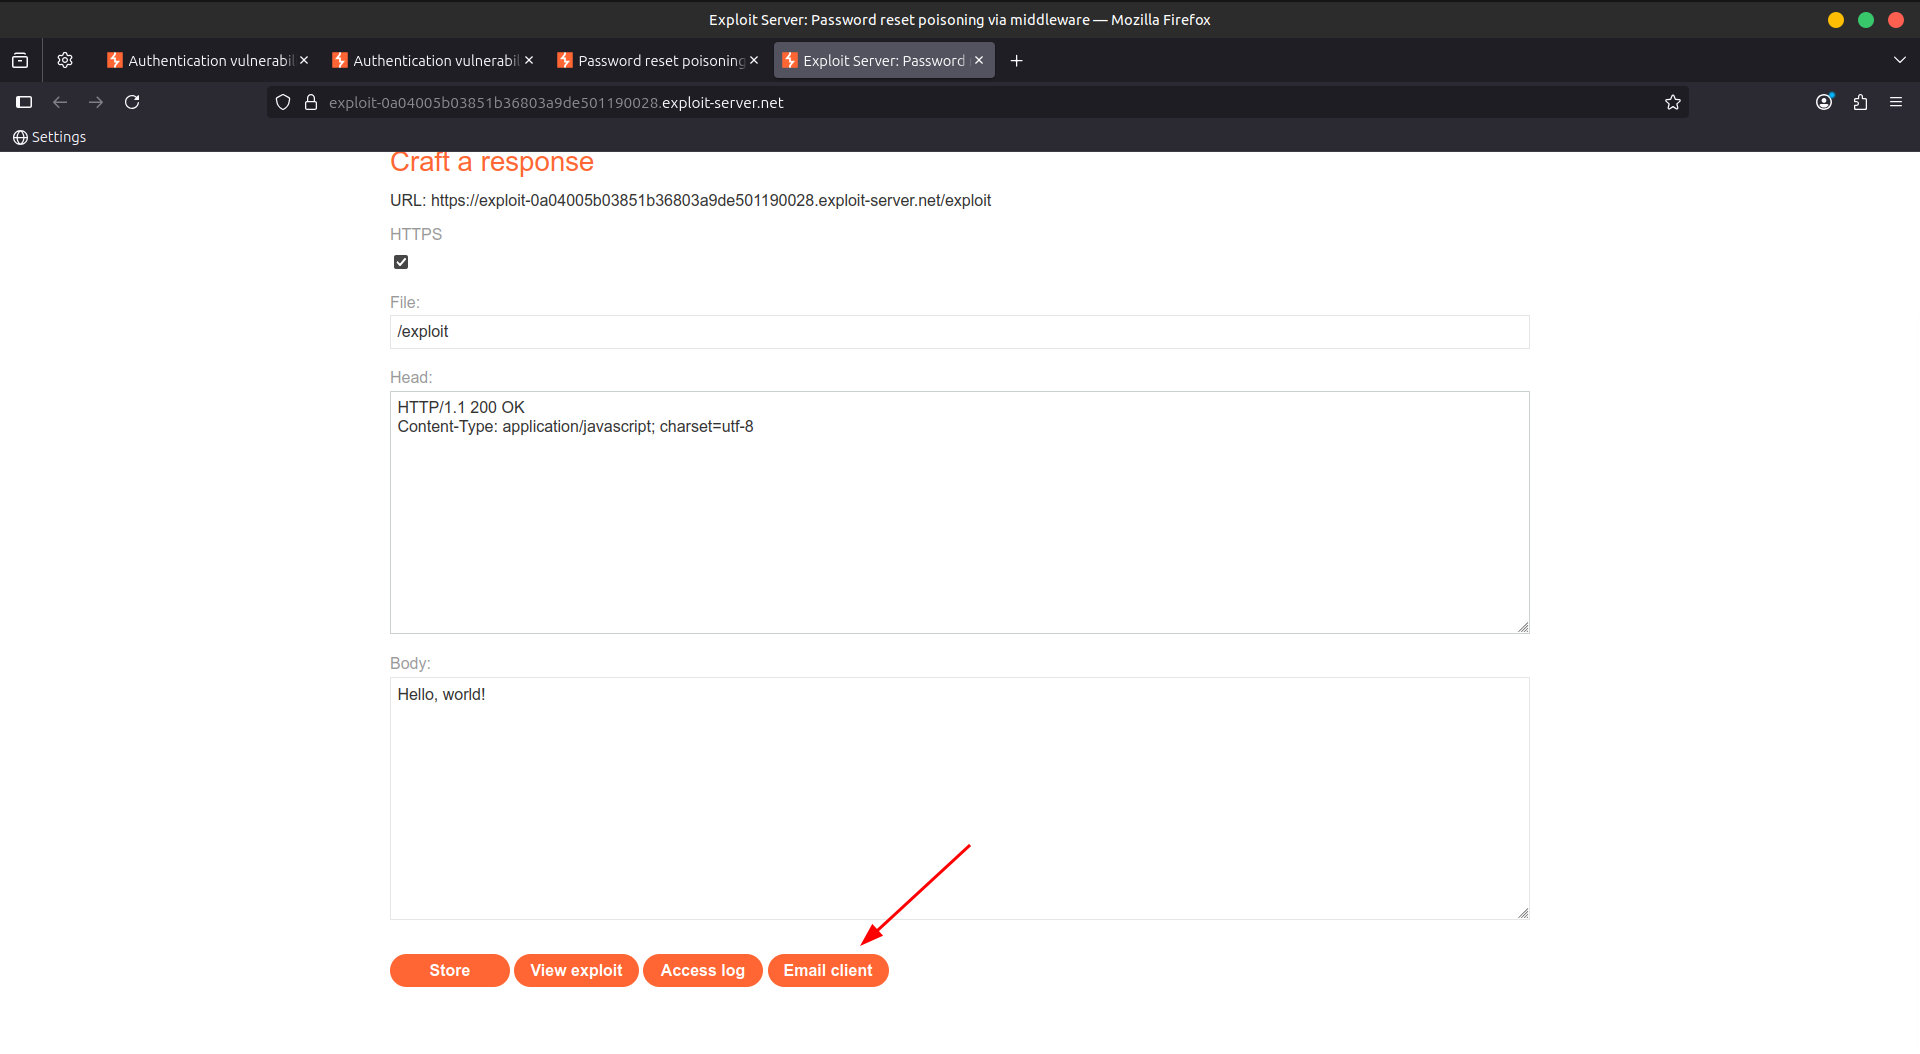 Exploit Server: Password reset poisoning via middleware — Mozilla Firefox
Authentication vulnerabil
Authentication vulnerabil
Password reset poisoning
Exploit Server: Password
exploit-0a04005b03851b36803a9de501190028.exploit-server.net
Settings
Craft a response
URL: https://exploit-0a04005b03851b36803a9de501190028.exploit-server.net/exploit
HTTPS
File:
/exploit
Head:
HTTP/1.1 200 OK
Content-Type: application/javascript; charset=utf-8
Body:
Hello, world!
Store View exploit Access log Email client